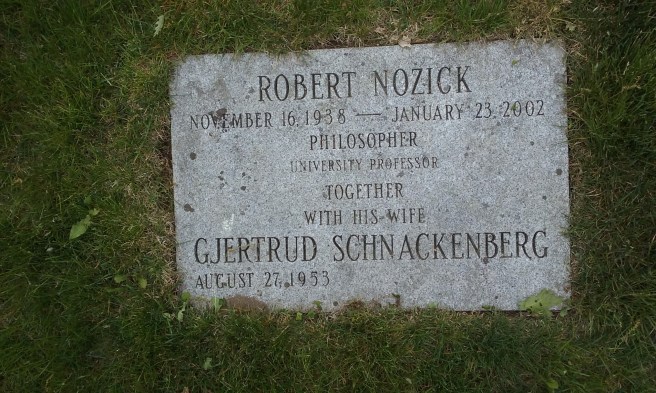 ROBERT NOZICK
NOVEMBER 16, 1938 — JANUARY 23, 2002
PHILOSOPHER
UNIVERSITY PROFESSOR
TOGETHER
WITH HIS WIFE
GJERTRUD SCHNACKENBERG
AUGUST 27, 1953